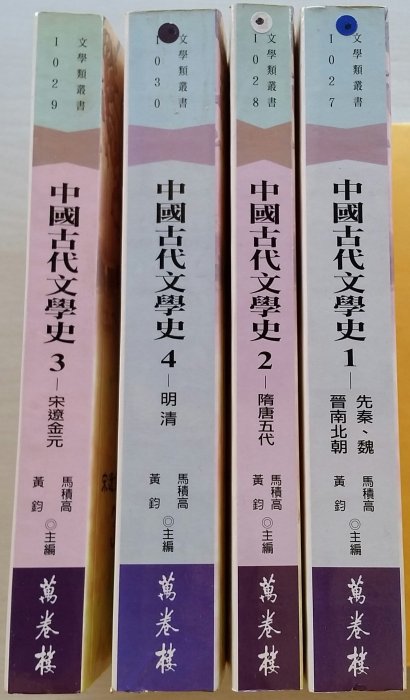 文學類叢書
1029
中國古代文學史 3
—宋遼金元
馬積高
黃鈞
◎主編
萬卷樓
文學類叢書
1030
中國古代文學史 4
—明清
馬積高
黃鈞
◎主編
萬卷樓
文學類叢書
1028
中國古代文學史 2
—隋唐五代
馬積高
黃鈞
◎主編
萬卷樓
文學類叢書
1027
中國古代文學史 1
—先秦、魏
晉南北朝
馬積高
黃鈞
◎主編
萬卷樓